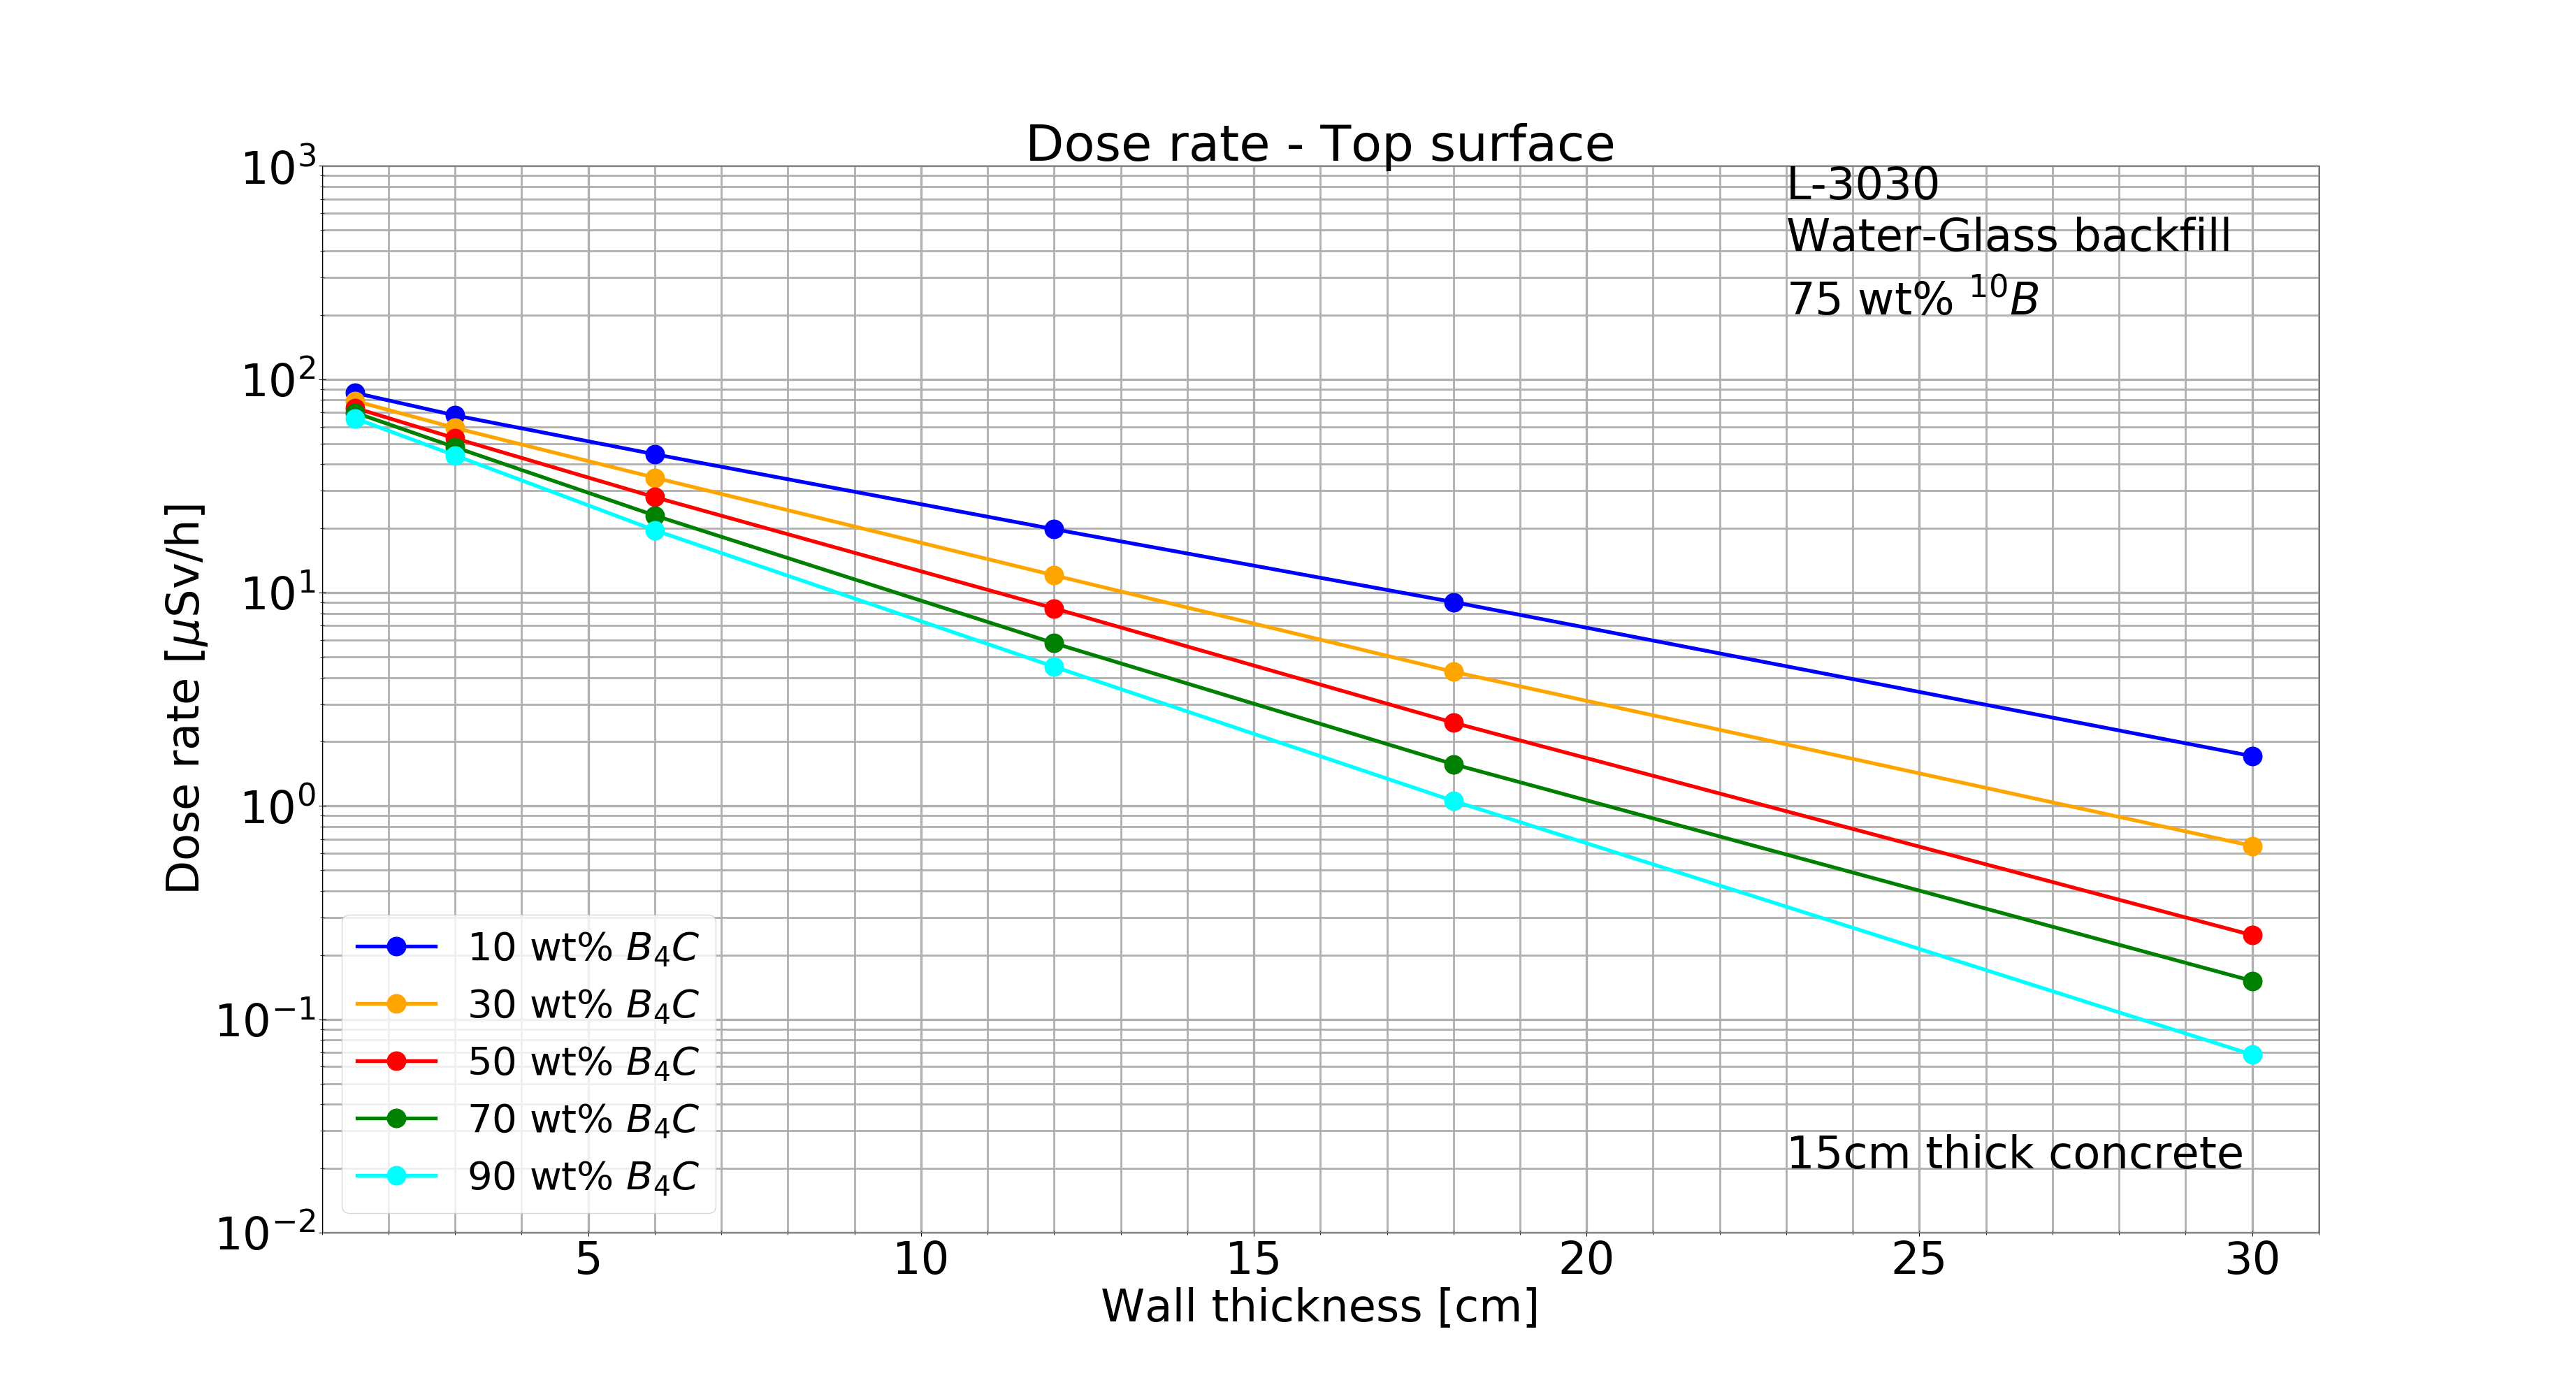 Dose rate - Top surface
L-3030
Water-Glass backfill
75 wt% ¹⁰B
15cm thick concrete
Dose rate [μSv/h]
10³
10²
10¹
10⁰
10⁻¹
10⁻²
10 wt% B₄C
30 wt% B₄C
50 wt% B₄C
70 wt% B₄C
90 wt% B₄C
5 10 15 20 25 30
Wall thickness [cm]